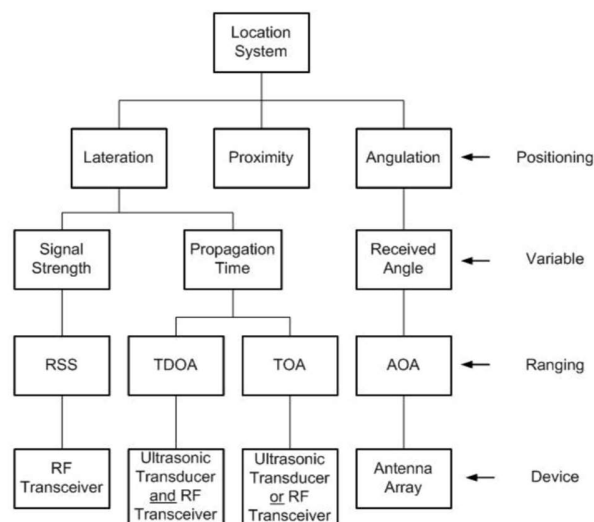 Location
System
Lateration
Proximity
Angulation
Positioning
Signal
Strength
Propagation
Time
Received
Angle
Variable
RSS
TDOA
TOA
AOA
Ranging
RF
Transceiver
Ultrasonic
Transducer
and RF
Transceiver
Ultrasonic
Transducer
or RF
Transceiver
Antenna
Array
Device